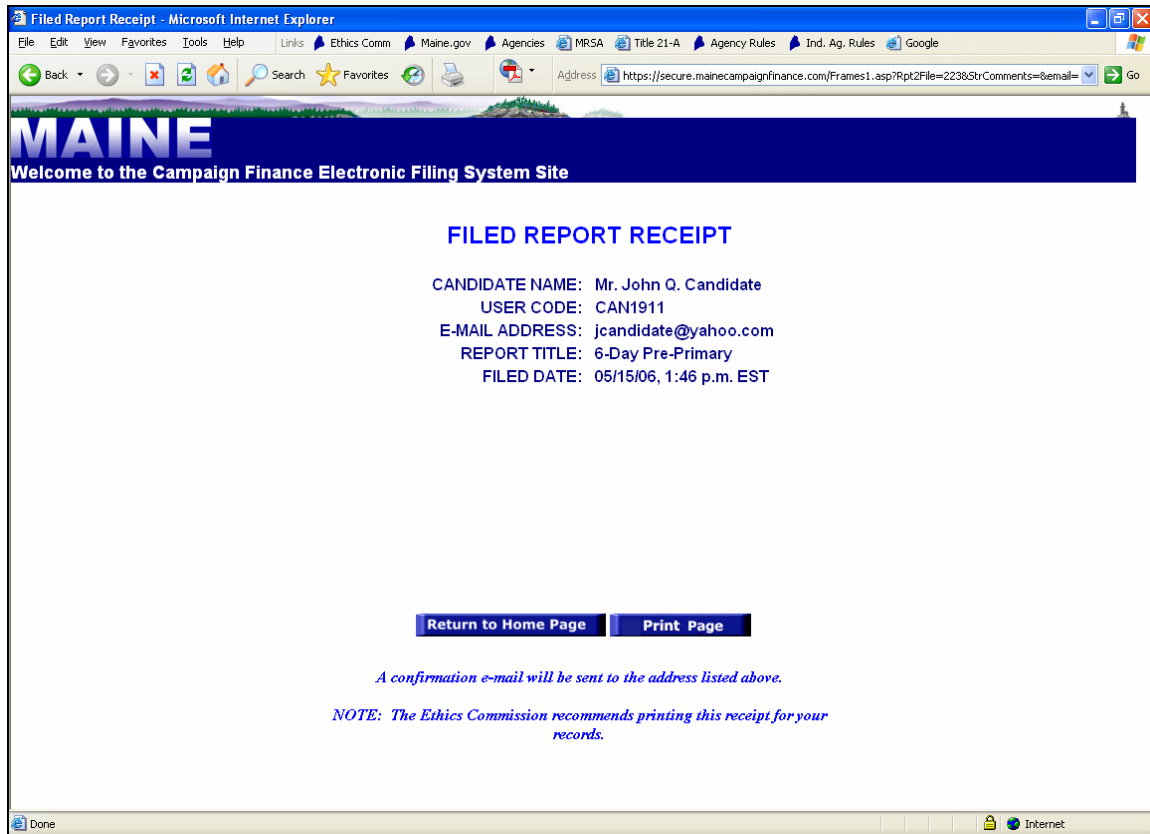 Filed Report Receipt - Microsoft Internet Explorer
File Edit View Favorites Tools Help Links Ethics Comm Maine.gov Agencies MRSA Title 21-A Agency Rules Ind. Ag. Rules Google
Back Search Favorites Address https://secure.mainecampaignfinance.com/Frames1.asp?Rpt2File=223&StrComments=&email= Go
MAINE
Welcome to the Campaign Finance Electronic Filing System Site
FILED REPORT RECEIPT
CANDIDATE NAME: Mr. John Q. Candidate
USER CODE: CAN1911
E-MAIL ADDRESS: jcandidate@yahoo.com
REPORT TITLE: 6-Day Pre-Primary
FILED DATE: 05/15/06, 1:46 p.m. EST
Return to Home Page Print Page
A confirmation e-mail will be sent to the address listed above.
NOTE: The Ethics Commission recommends printing this receipt for your
records.
Done Internet